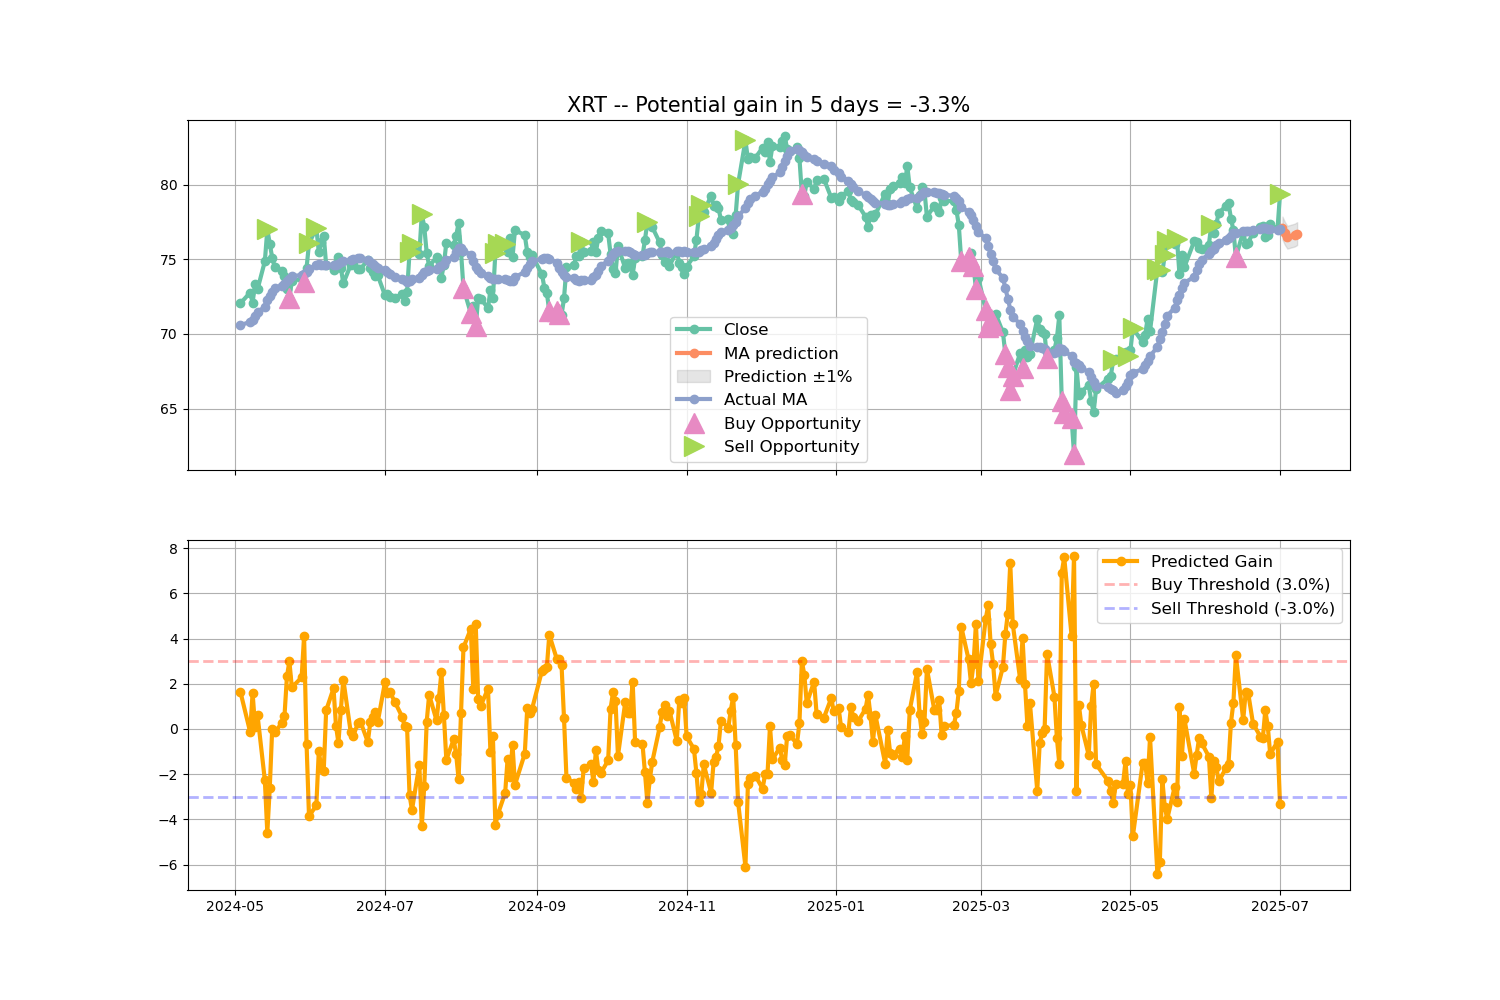 XRT -- Potential gain in 5 days = -3.3%
80
75
70
65
Close
MA prediction
Prediction ±1%
Actual MA
Buy Opportunity
Sell Opportunity
8
6
4
2
0
−2
−4
−6
Predicted Gain
Buy Threshold (3.0%)
Sell Threshold (-3.0%)
2024-05 2024-07 2024-09 2024-11 2025-01 2025-03 2025-05 2025-07